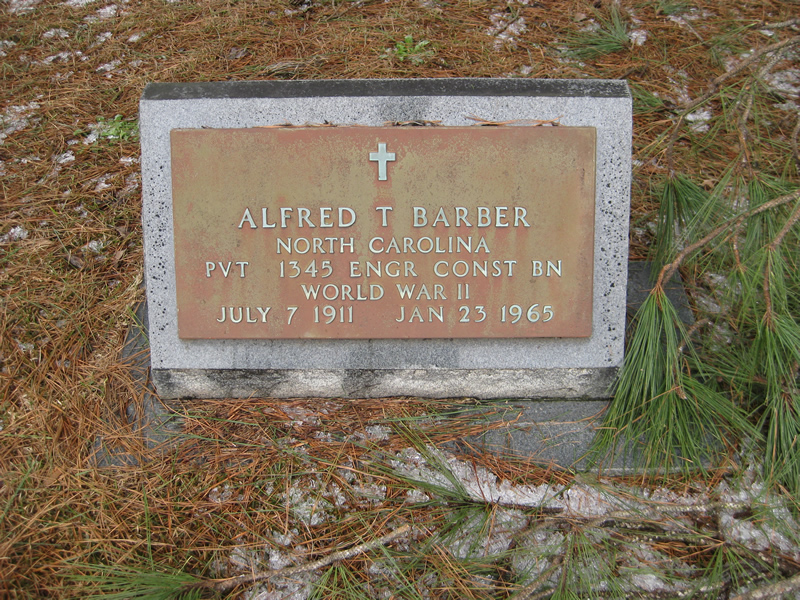 ALFRED T BARBER
NORTH CAROLINA
PVT 1345 ENGR CONST BN
WORLD WAR II
JULY 7 1911 JAN 23 1965